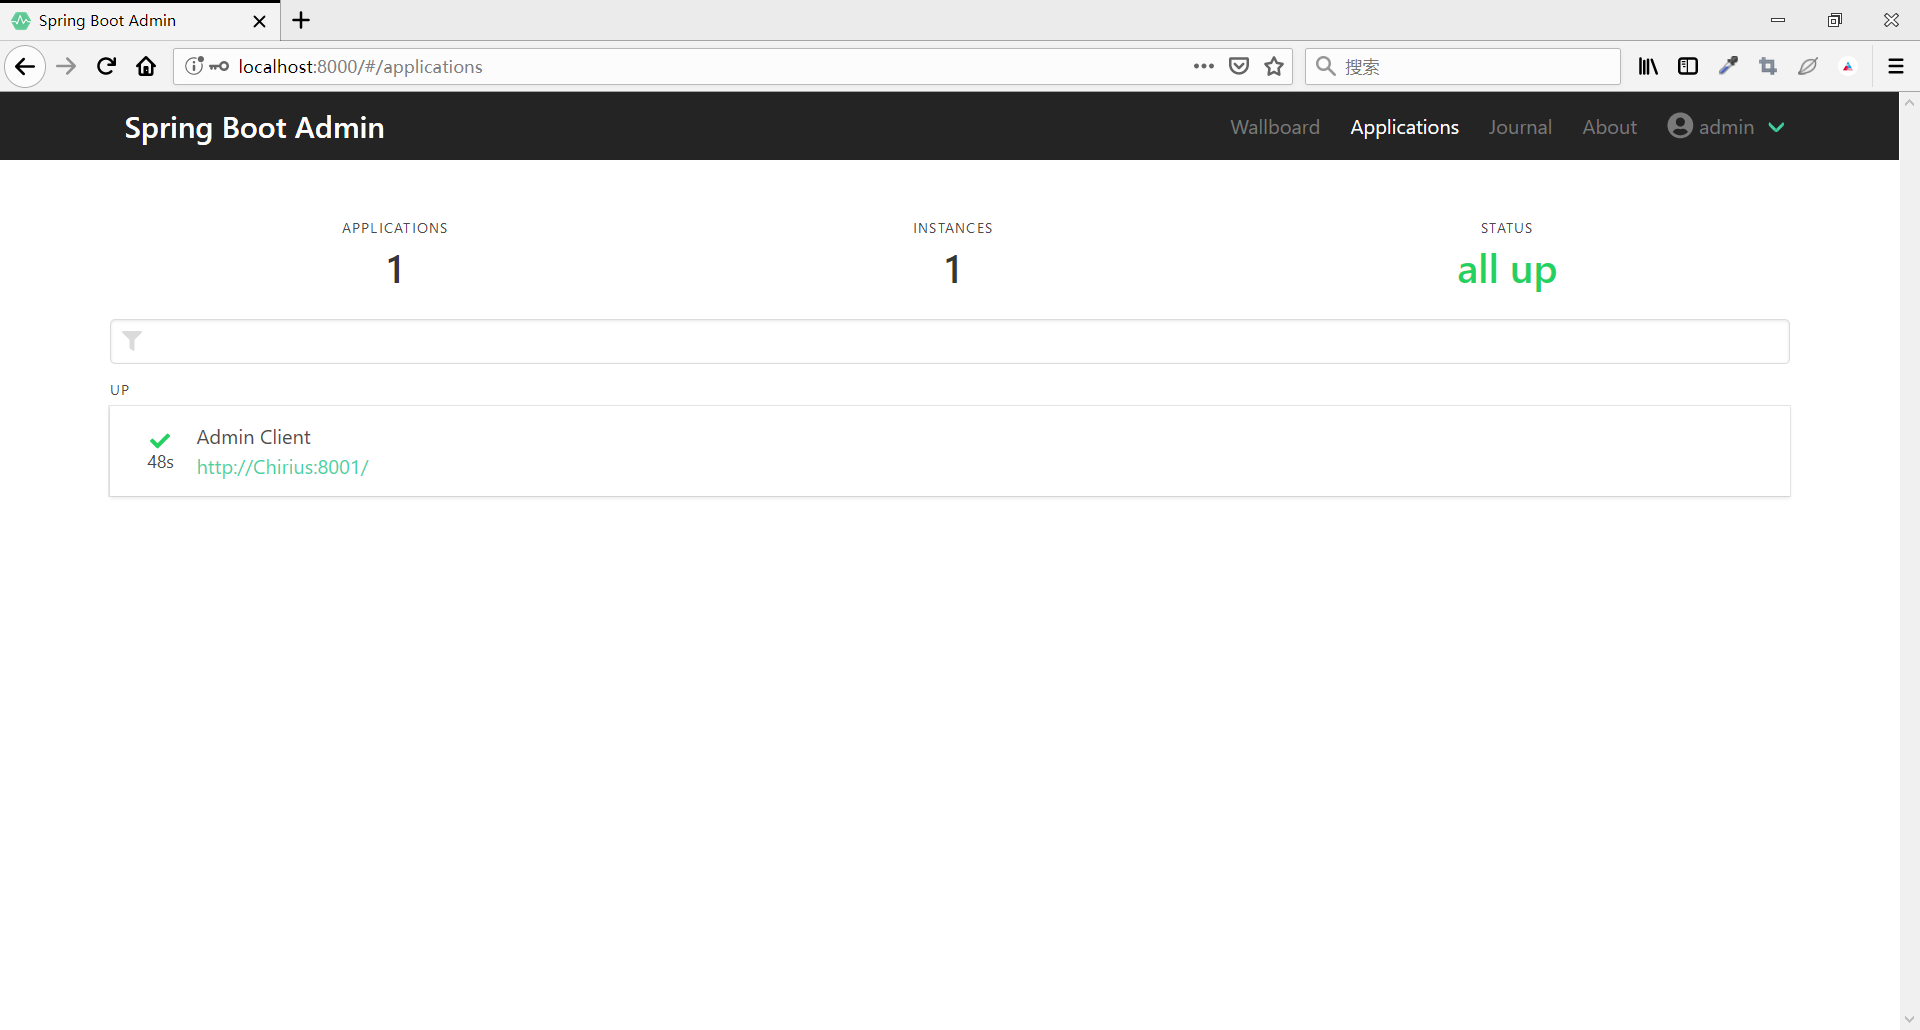 Spring Boot Admin
localhost:8000/#/applications
搜索
Spring Boot Admin
Wallboard
Applications
Journal
About
admin
APPLICATIONS
INSTANCES
STATUS
1
1
all up
UP
Admin Client
48s
http://Chirius:8001/